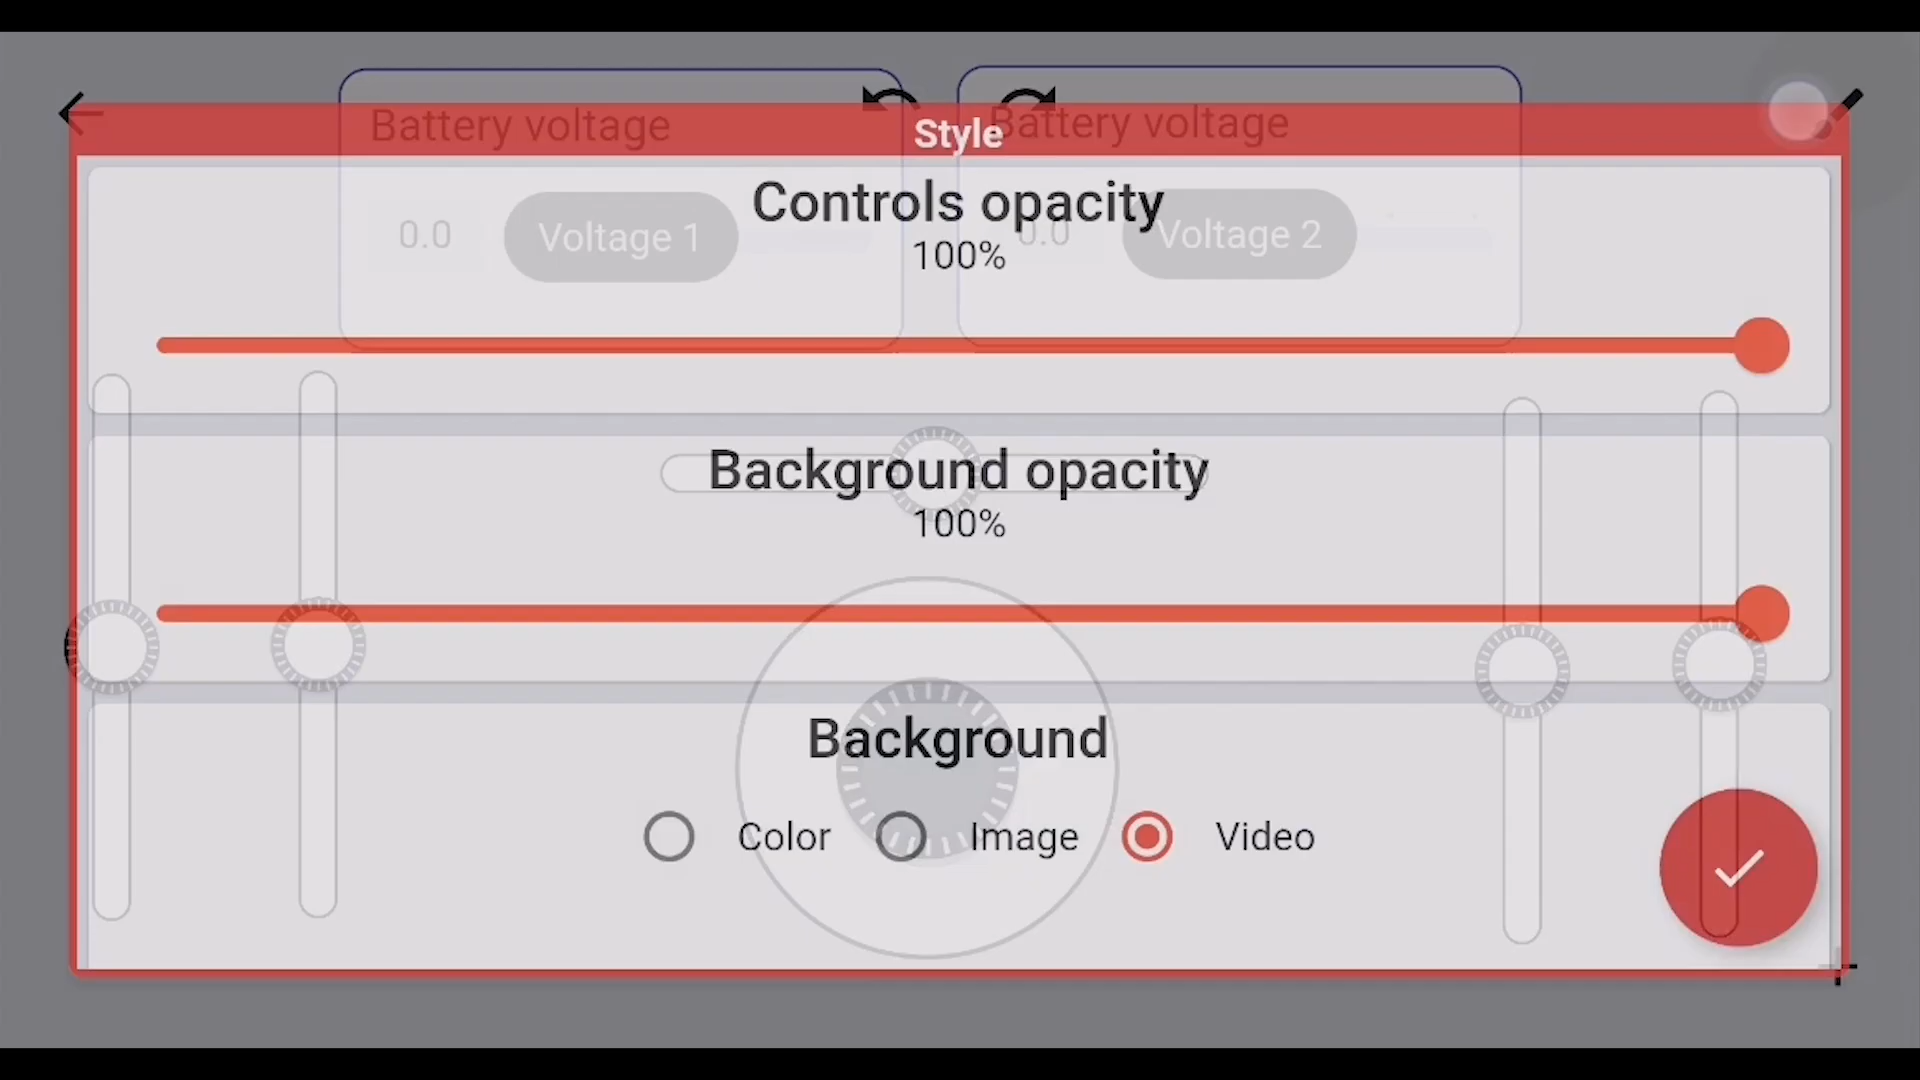 Battery voltage
Battery voltage
Style
Controls opacity
100%
0.0
Voltage 1
0.0
Voltage 2
Background opacity
100%
Background
Color
Image
Video